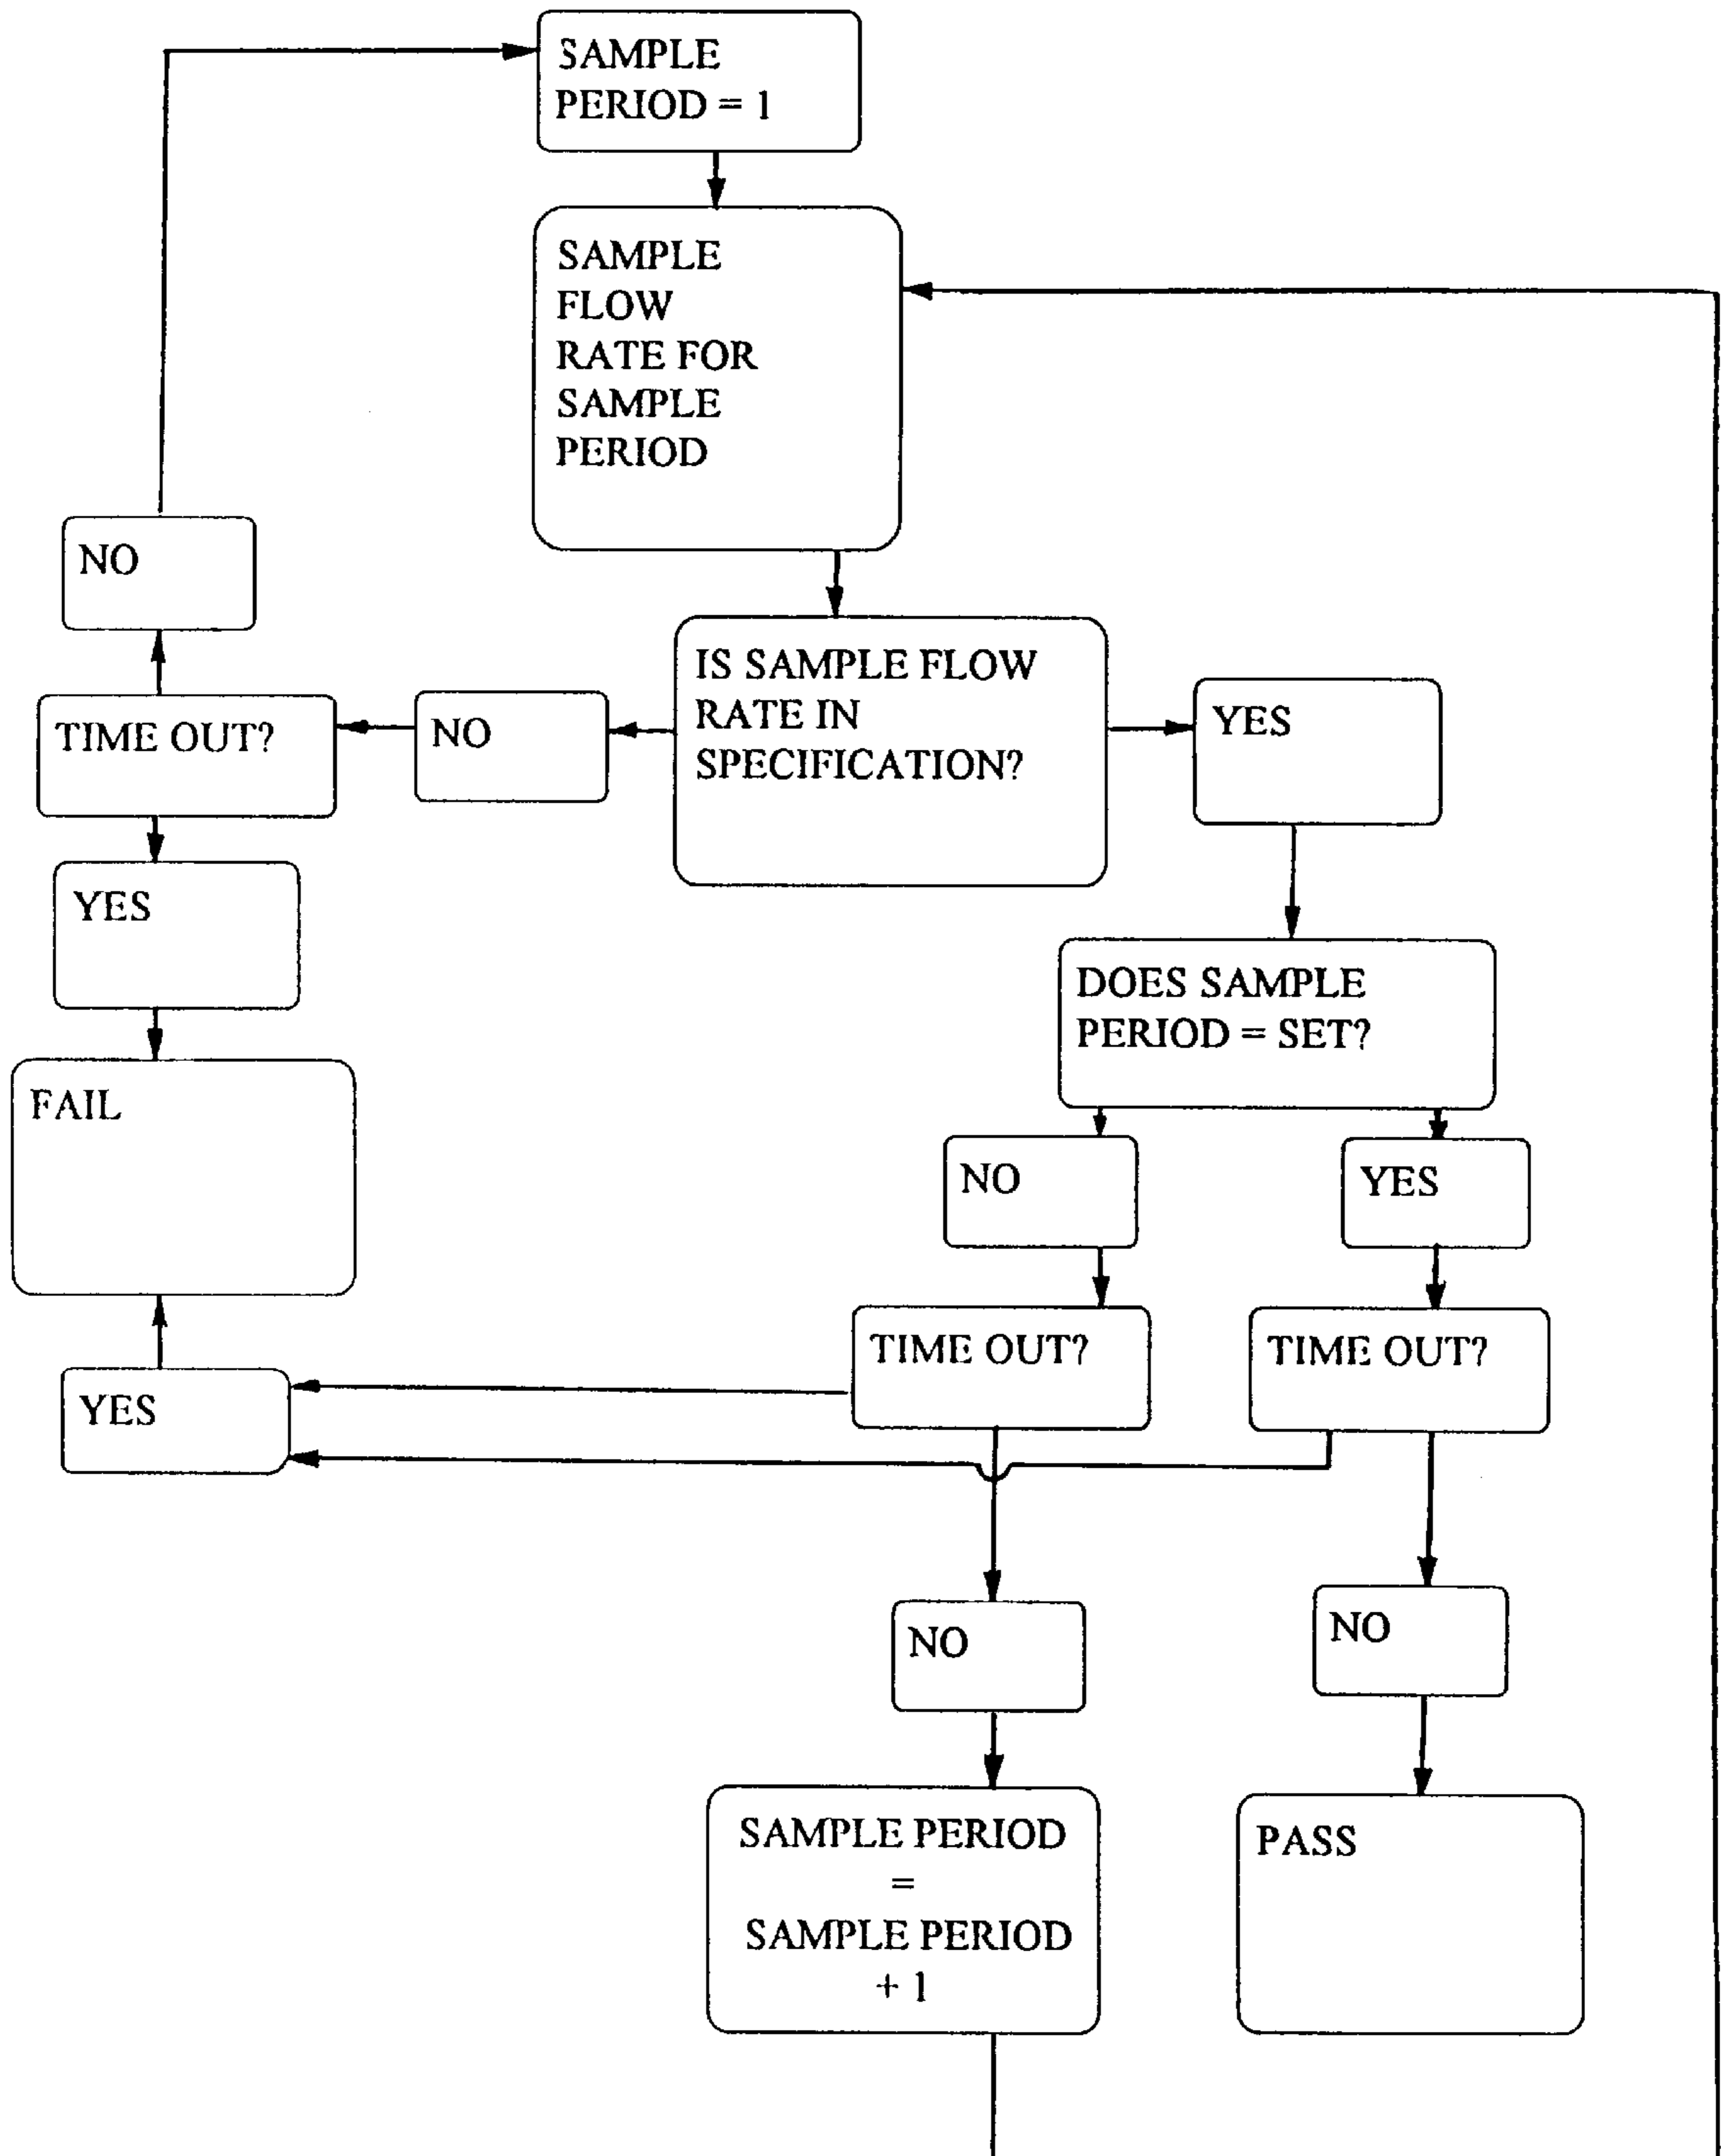 SAMPLE
PERIOD = 1
SAMPLE
FLOW
RATE FOR
SAMPLE
PERIOD
NO
IS SAMPLE FLOW
RATE IN
SPECIFICATION?
YES
TIME OUT?
NO
YES
DOES SAMPLE
PERIOD = SET?
FAIL
NO
YES
TIME OUT?
TIME OUT?
YES
NO
NO
SAMPLE PERIOD
=
SAMPLE PERIOD
+ 1
PASS